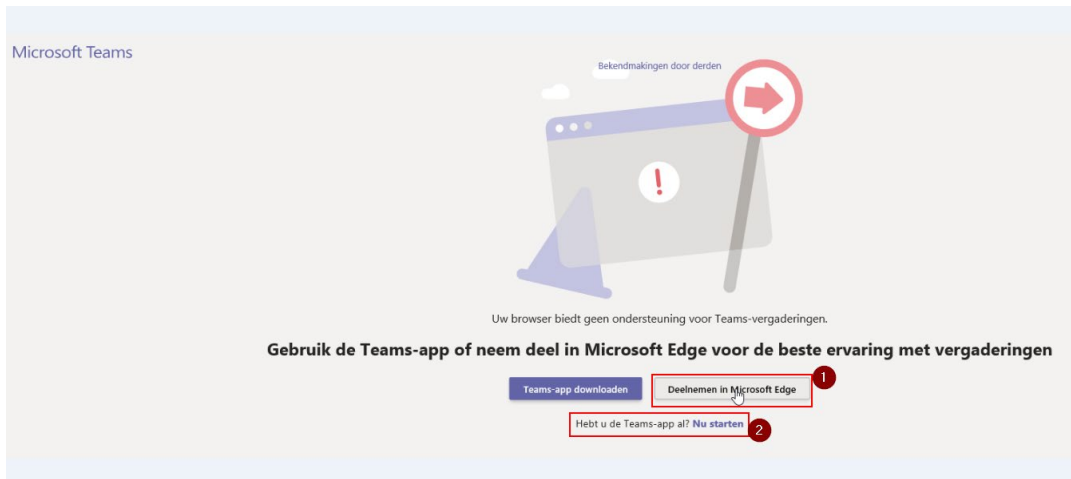 Microsoft Teams
Bekendmakingen door derden
!
Uw browser biedt geen ondersteuning voor Teams-vergaderingen.
Gebruik de Teams-app of neem deel in Microsoft Edge voor de beste ervaring met vergaderingen
1
Teams-app downloaden Deelnemen in Microsoft Edge
Hebt u de Teams-app al? Nu starten
2